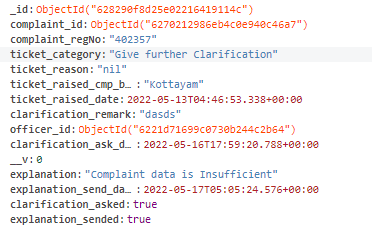 _id: ObjectId("628290f8d25e02216419114c")
complaint_id: ObjectId("6270212986eb4c0e940c46a7")
complaint_regNo: "402357"
ticket_category: "Give further Clarification"
ticket_reason: "nil"
ticket_raised_cmp_b… : "Kottayam"
ticket_raised_date: 2022-05-13T04:46:53.338+00:00
clarification_remark: "dasds"
officer_id: ObjectId("6221d71699c0730b244c2b64")
clarification_ask_d… : 2022-05-16T17:59:20.788+00:00
__v: 0
explanation: "Complaint data is Insufficient"
explanation_send_da… : 2022-05-17T05:05:24.576+00:00
clarification_asked: true
explanation_sended: true